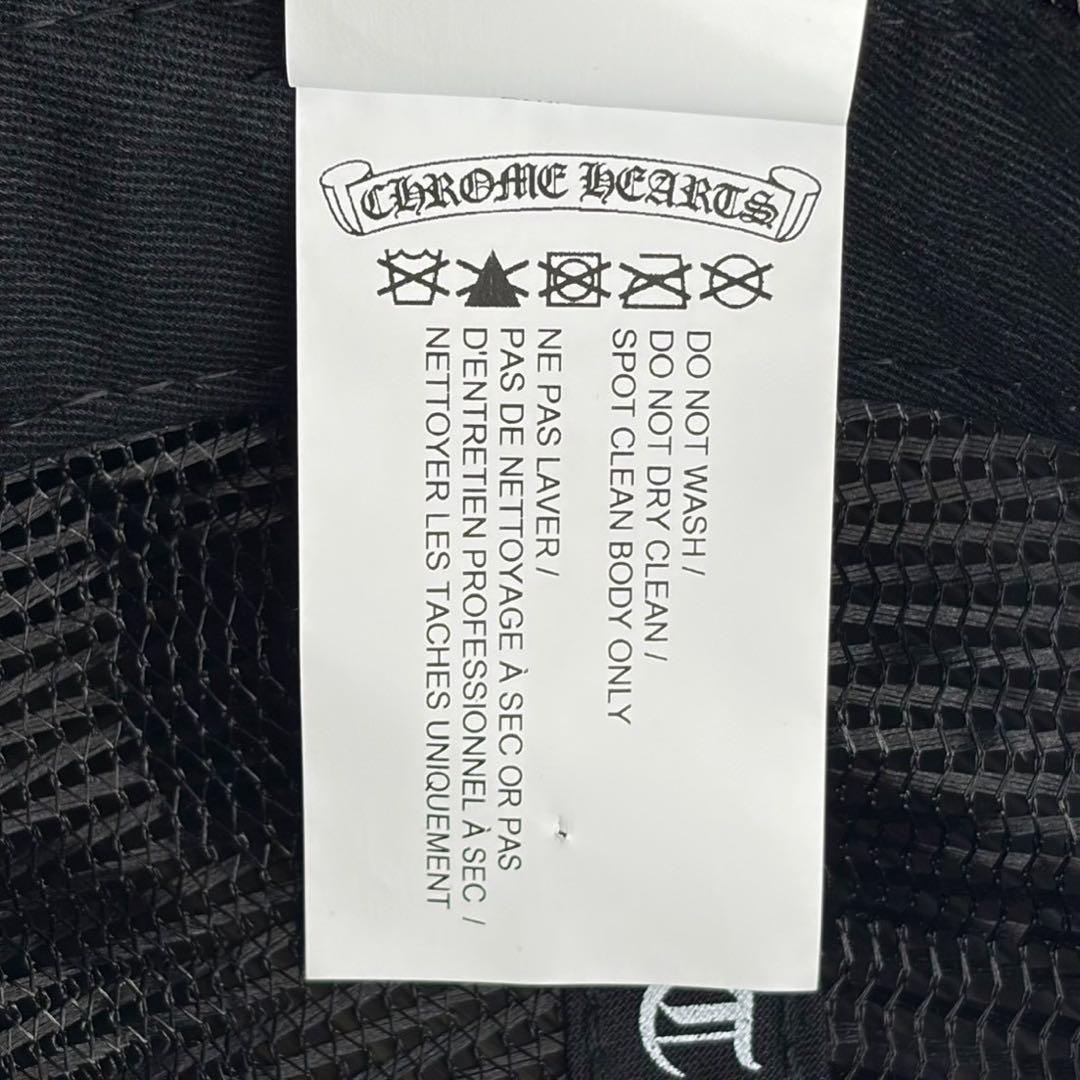 CHROME HEARTS
DO NOT WASH /
DO NOT DRY CLEAN /
SPOT CLEAN BODY ONLY
NE PAS LAVER /
PAS DE NETTOYAGE À SEC OR PAS
D'ENTRETIEN PROFESSIONNEL À SEC /
NETTOYER LES TACHES UNIQUEMENT